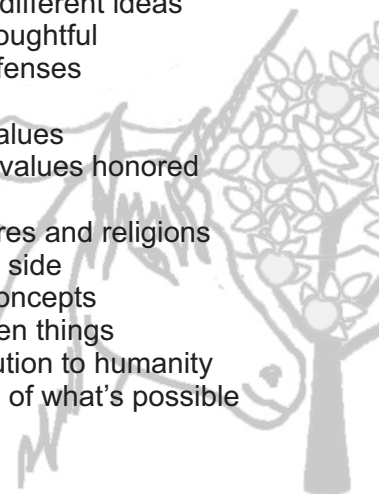 different ideas
oughtful
fenses
alues
values honored
res and religions
side
oncepts
en things
ution to humanity
of what's possible